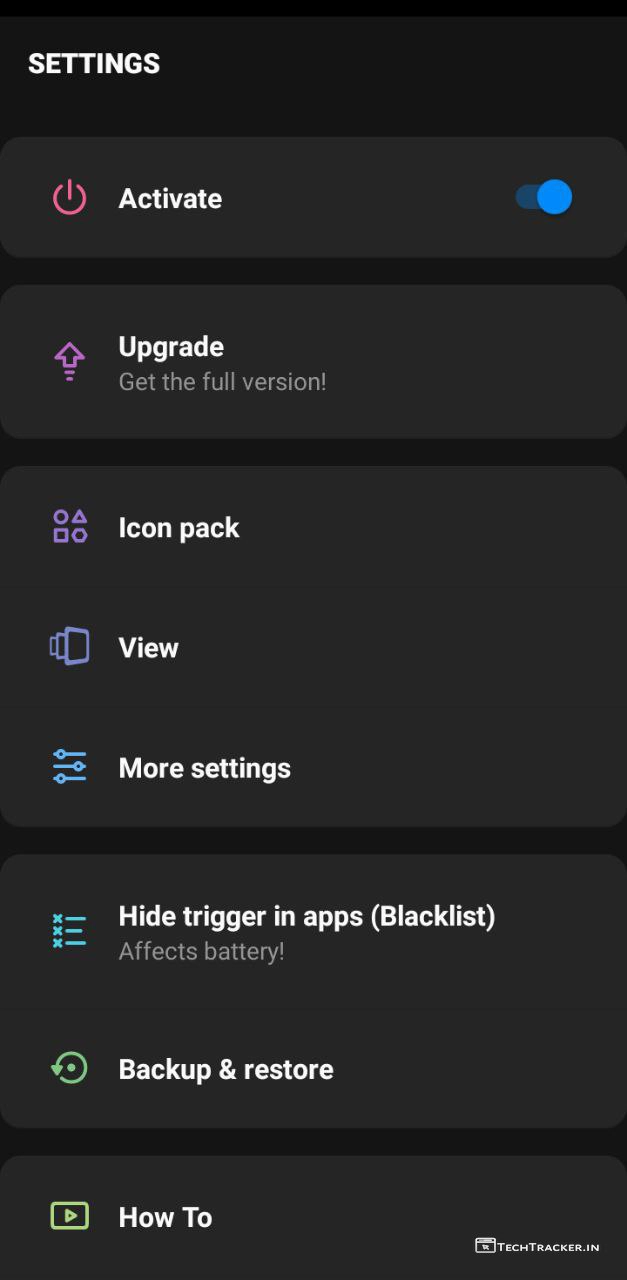 SETTINGS
Activate
Upgrade
Get the full version!
Icon pack
View
More settings
Hide trigger in apps (Blacklist)
Affects battery!
Backup & restore
How To
TECHTRACKER.IN